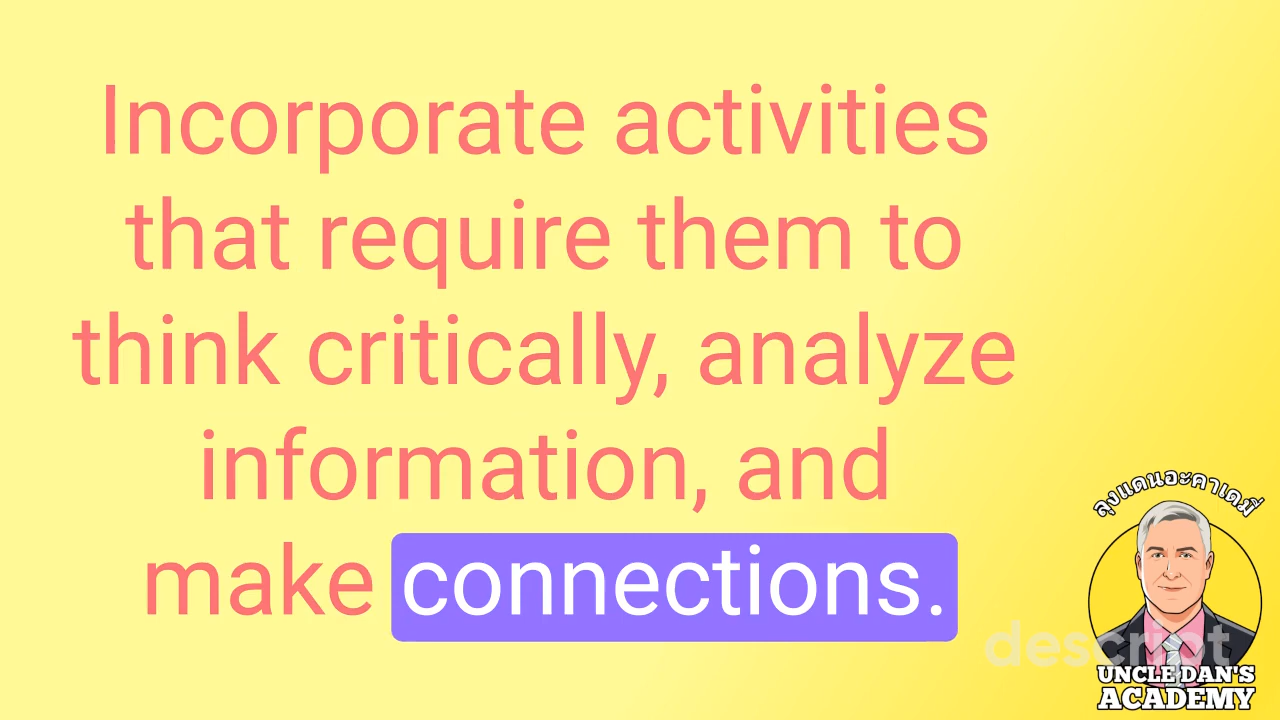 Incorporate activities
that require them to
think critically, analyze
information, and
make connections.
ลุงแดนอะคาเดมี่
descript
UNCLE DAN'S
ACADEMY